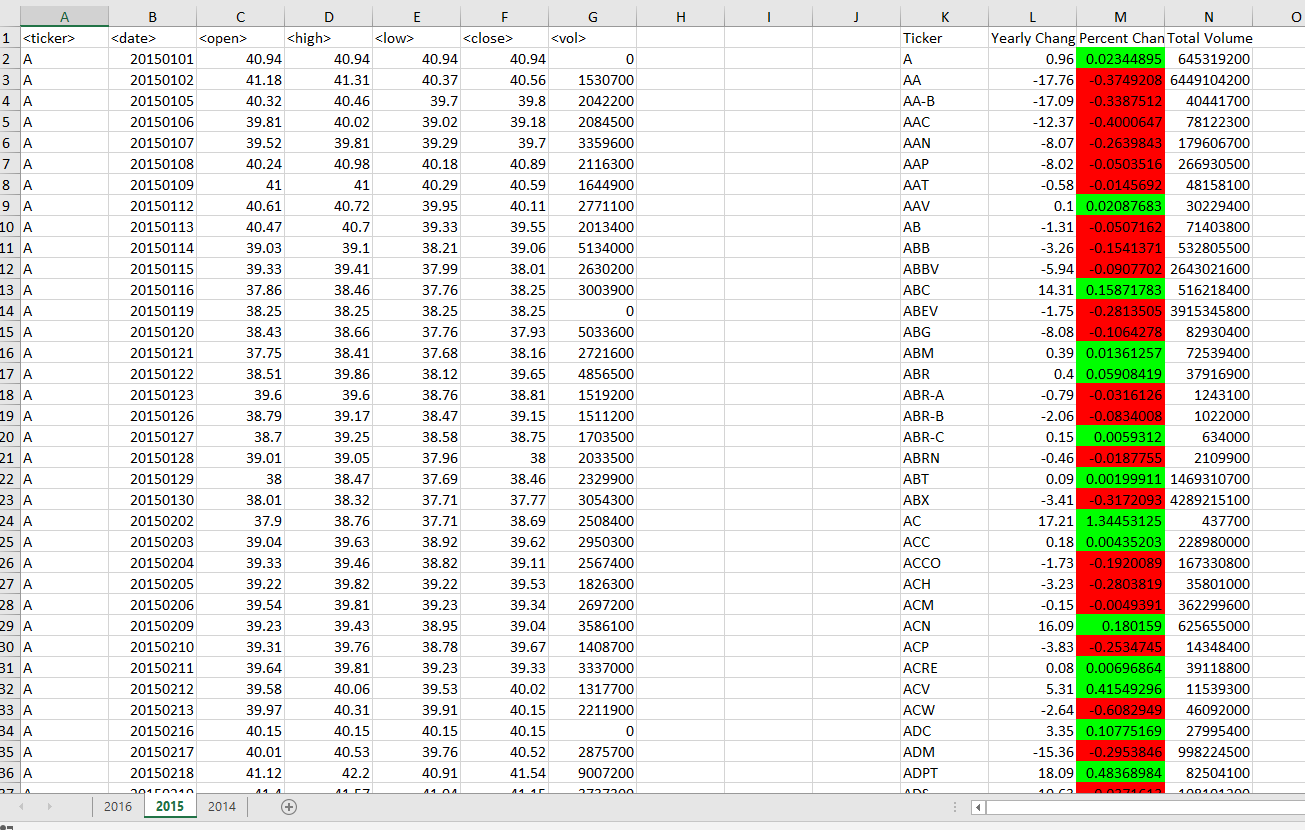 A B C D E F G H I J K L M N O
1 <ticker> <date> <open> <high> <low> <close> <vol> Ticker Yearly Chang Percent Chan Total Volume
2 A 20150101 40.94 40.94 40.94 40.94 0 A 0.96 0.02344895 645319200
3 A 20150102 41.18 41.31 40.37 40.56 1530700 AA -17.76 -0.3749208 6449104200
4 A 20150105 40.32 40.46 39.7 39.8 2042200 AA-B -17.09 -0.3387512 40441700
5 A 20150106 39.81 40.02 39.02 39.18 2084500 AAC -12.37 -0.4000647 78122300
6 A 20150107 39.52 39.81 39.29 39.7 3359600 AAN -8.07 -0.2639843 179606700
7 A 20150108 40.24 40.98 40.18 40.89 2116300 AAP -8.02 -0.0503516 266930500
8 A 20150109 41 41 40.29 40.59 1644900 AAT -0.58 -0.0145692 48158100
9 A 20150112 40.61 40.72 39.95 40.11 2771100 AAV 0.1 0.02087683 30229400
10 A 20150113 40.47 40.7 39.33 39.55 2013400 AB -1.31 -0.0507162 71403800
11 A 20150114 39.03 39.1 38.21 39.06 5134000 ABB -3.26 -0.1541371 532805500
12 A 20150115 39.33 39.41 37.99 38.01 2630200 ABBV -5.94 -0.0907702 2643021600
13 A 20150116 37.86 38.46 37.76 38.25 3003900 ABC 14.31 0.15871783 516218400
14 A 20150119 38.25 38.25 38.25 38.25 0 ABEV -1.75 -0.2813505 3915345800
15 A 20150120 38.43 38.66 37.76 37.93 5033600 ABG -8.08 -0.1064278 82930400
16 A 20150121 37.75 38.41 37.68 38.16 2721600 ABM 0.39 0.01361257 72539400
17 A 20150122 38.51 39.86 38.12 39.65 4856500 ABR 0.4 0.05908419 37916900
18 A 20150123 39.6 39.6 38.76 38.81 1519200 ABR-A -0.79 -0.0316126 1243100
19 A 20150126 38.79 39.17 38.47 39.15 1511200 ABR-B -2.06 -0.0834008 1022000
20 A 20150127 38.7 39.25 38.58 38.75 1703500 ABR-C 0.15 0.0059312 634000
21 A 20150128 39.01 39.05 37.96 38 2033500 ABRN -0.46 -0.0187755 2109900
22 A 20150129 38 38.47 37.69 38.46 2329900 ABT 0.09 0.00199911 1469310700
23 A 20150130 38.01 38.32 37.71 37.77 3054300 ABX -3.41 -0.3172093 4289215100
24 A 20150202 37.9 38.76 37.71 38.69 2508400 AC 17.21 1.34453125 437700
25 A 20150203 39.04 39.63 38.92 39.62 2950300 ACC 0.18 0.00435203 228980000
26 A 20150204 39.33 39.46 38.82 39.11 2567400 ACCO -1.73 -0.1920089 167330800
27 A 20150205 39.22 39.82 39.22 39.53 1826300 ACH -3.23 -0.2803819 35801000
28 A 20150206 39.54 39.81 39.23 39.34 2697200 ACM -0.15 -0.0049391 362299600
29 A 20150209 39.23 39.43 38.95 39.04 3586100 ACN 16.09 0.180159 625655000
30 A 20150210 39.31 39.76 38.78 39.67 1408700 ACP -3.83 -0.2534745 14348400
31 A 20150211 39.64 39.81 39.23 39.33 3337000 ACRE 0.08 0.00696864 39118800
32 A 20150212 39.58 40.06 39.53 40.02 1317700 ACV 5.31 0.41549296 11539300
33 A 20150213 39.97 40.31 39.91 40.15 2211900 ACW -2.64 -0.6082949 46092000
34 A 20150216 40.15 40.15 40.15 40.15 0 ADC 3.35 0.10775169 27995400
35 A 20150217 40.01 40.53 39.76 40.52 2875700 ADM -15.36 -0.2953846 998224500
36 A 20150218 41.12 42.2 40.91 41.54 9007200 ADPT 18.09 0.48368984 82504100
2016 2015 2014